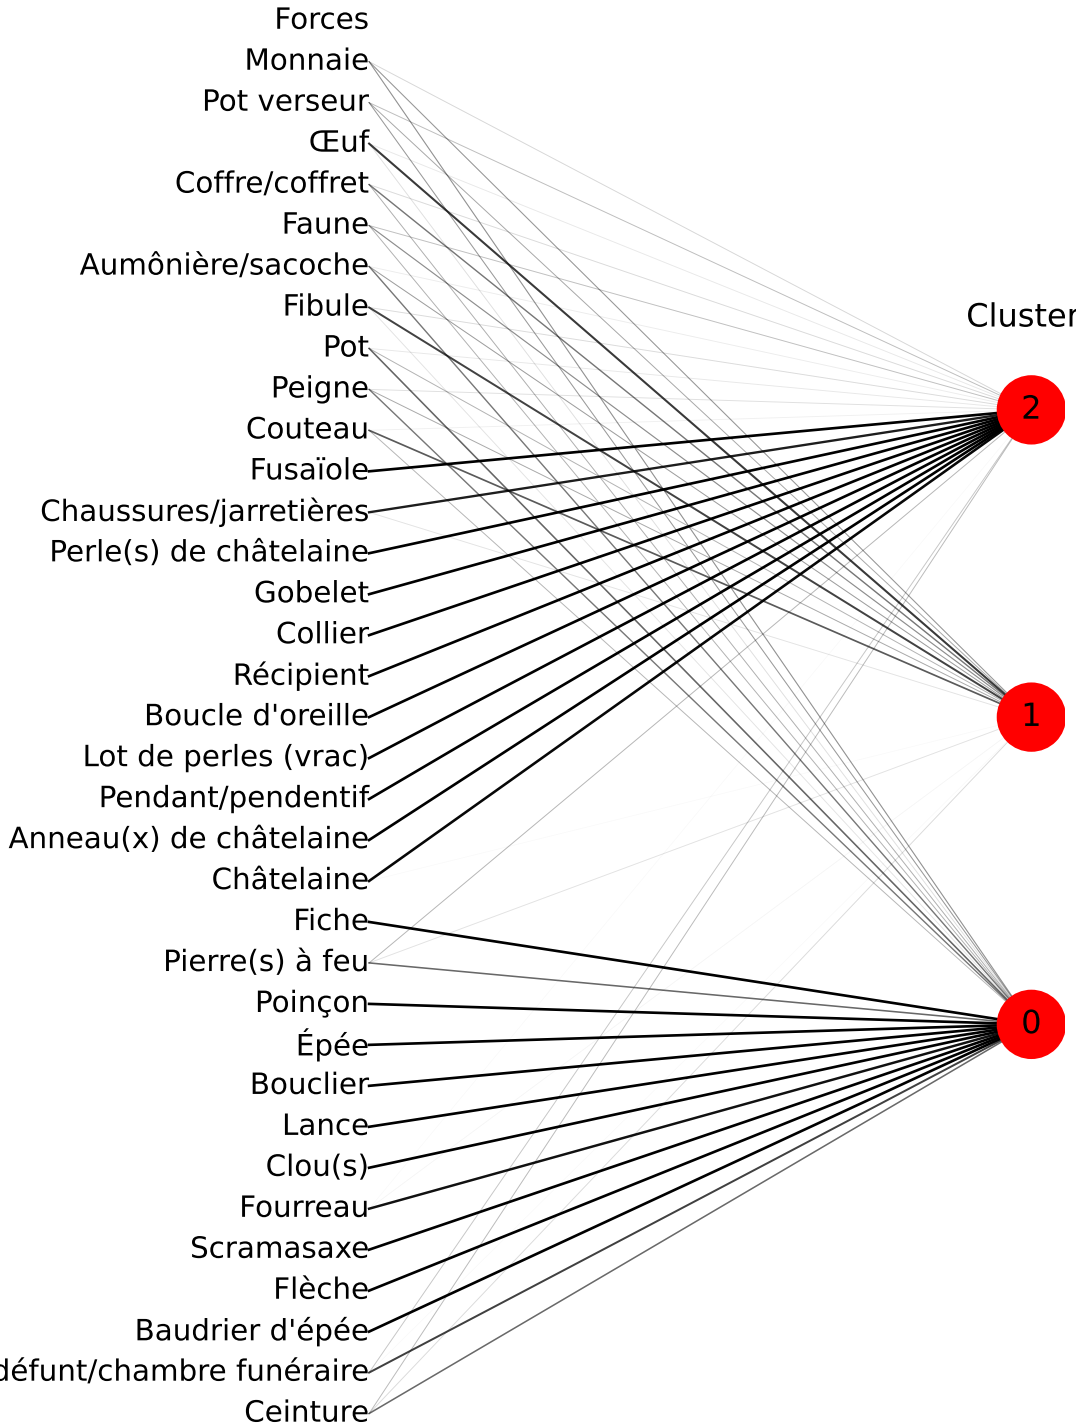 Forces
Monnaie
Pot verseur
Œuf
Coffre/coffret
Faune
Aumônière/sacoche
Fibule
Cluster
Pot
Peigne
2
Couteau
Fusaïole
Chaussures/jarretières
Perle(s) de châtelaine
Gobelet
Collier
Récipient
Boucle d'oreille
1
Lot de perles (vrac)
Pendant/pendentif
Anneau(x) de châtelaine
Châtelaine
Fiche
Pierre(s) à feu
Poinçon
0
Épée
Bouclier
Lance
Clou(s)
Fourreau
Scramasaxe
Flèche
Baudrier d'épée
défunt/chambre funéraire
Ceinture